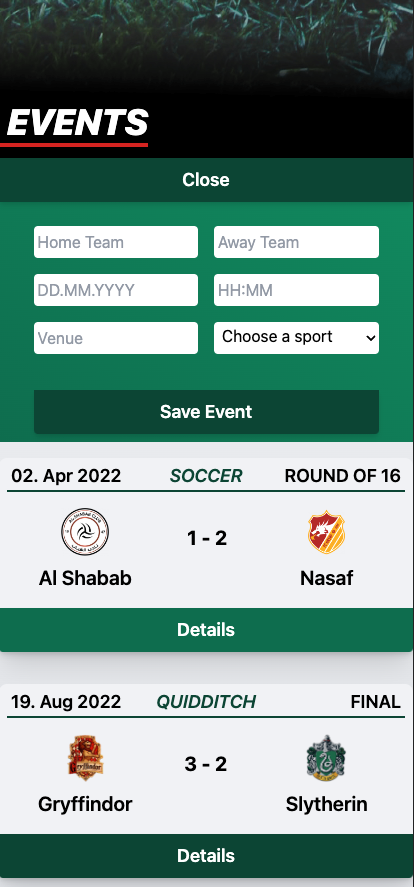 EVENTS
Close
Home Team Away Team
DD.MM.YYYY HH:MM
Venue Choose a sport
Save Event
02. Apr 2022 SOCCER ROUND OF 16
1 - 2
Al Shabab Nasaf
Details
19. Aug 2022 QUIDDITCH FINAL
3 - 2
Gryffindor Slytherin
Details